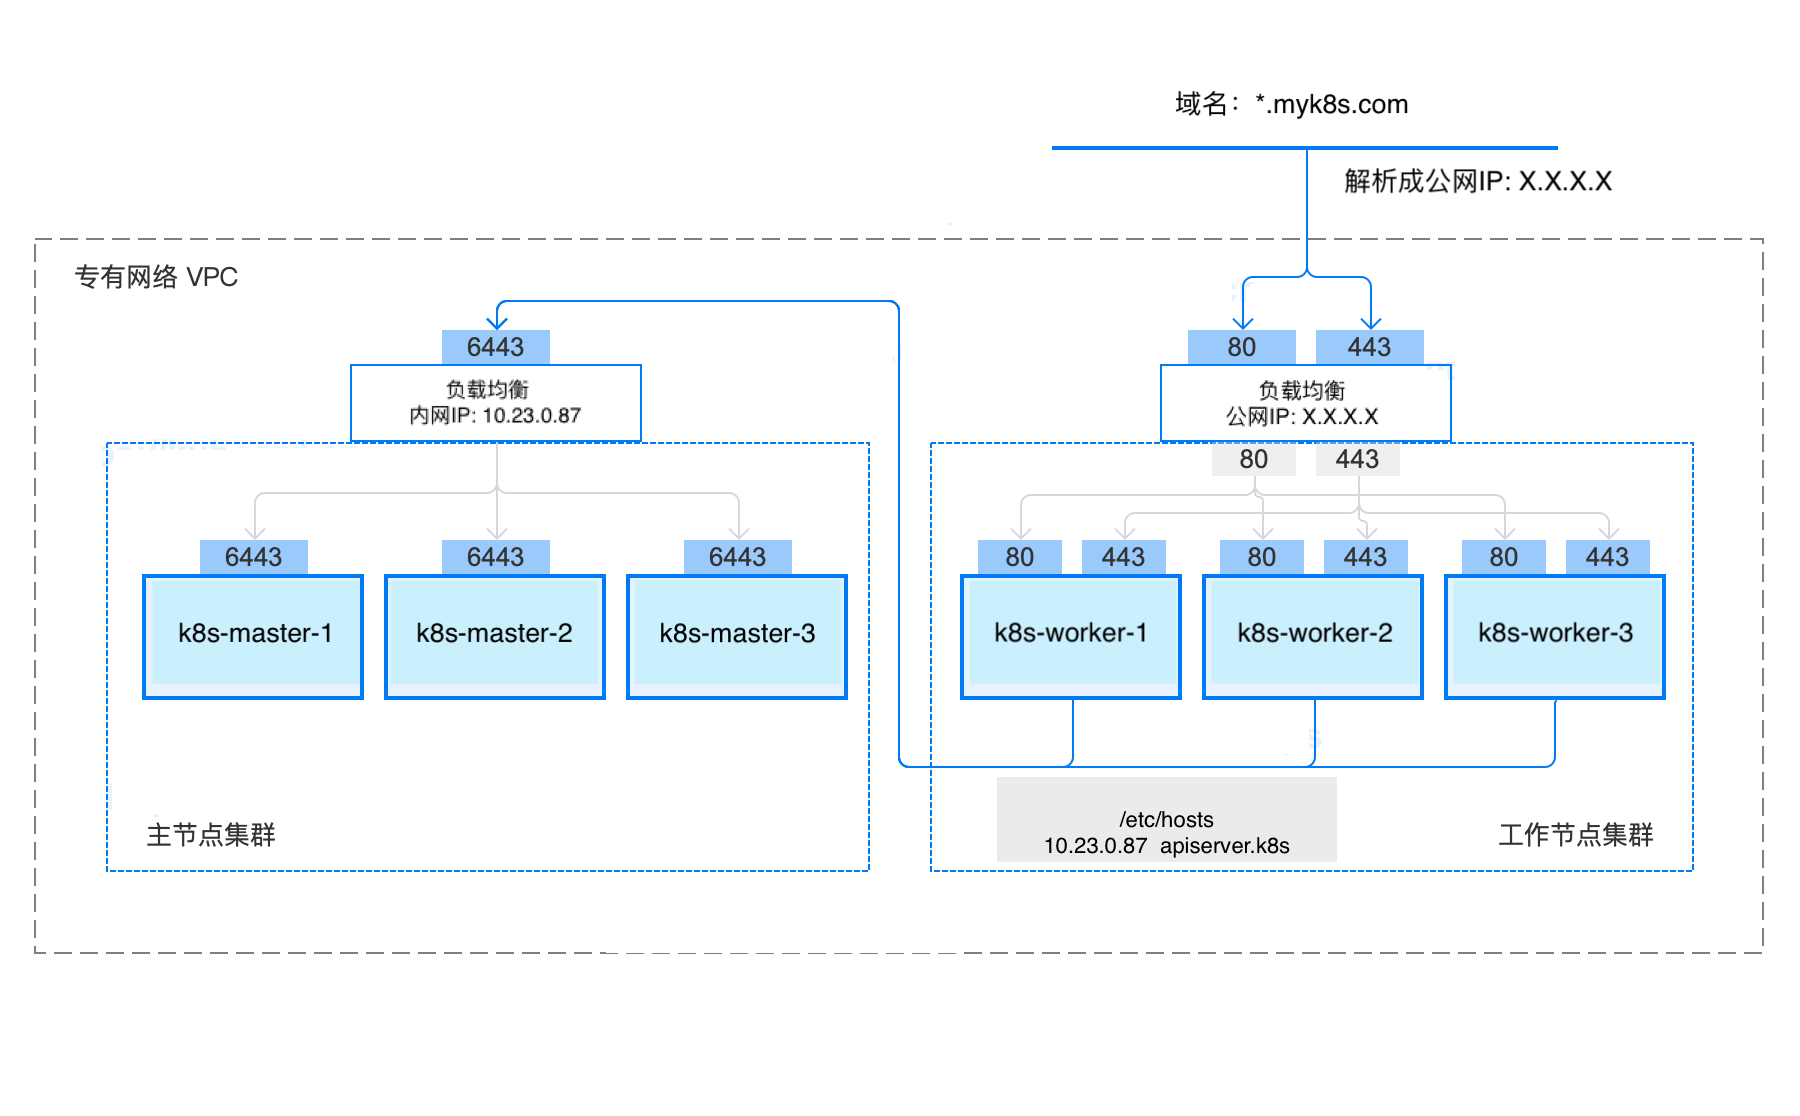 域名：*.myk8s.com
解析成公网IP: X.X.X.X
专有网络 VPC
6443
负载均衡
内网IP: 10.23.0.87
80
443
负载均衡
公网IP: X.X.X.X
80
443
6443
6443
6443
k8s-master-1
k8s-master-2
k8s-master-3
80
443
80
443
80
443
k8s-worker-1
k8s-worker-2
k8s-worker-3
主节点集群
/etc/hosts
10.23.0.87 apiserver.k8s
工作节点集群